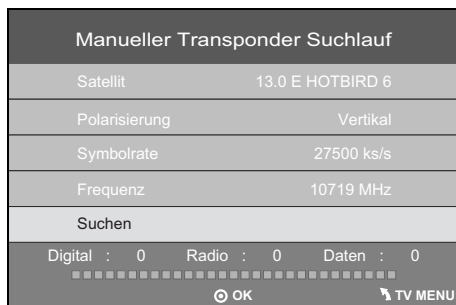 Manueller Transponder Suchlauf
Satellit 13.0 E HOTBIRD 6
Polarisierung Vertikal
Symbolrate 27500 ks/s
Frequenz 10719 MHz
Suchen
Digital : 0 Radio : 0 Daten : 0
OK TV MENU